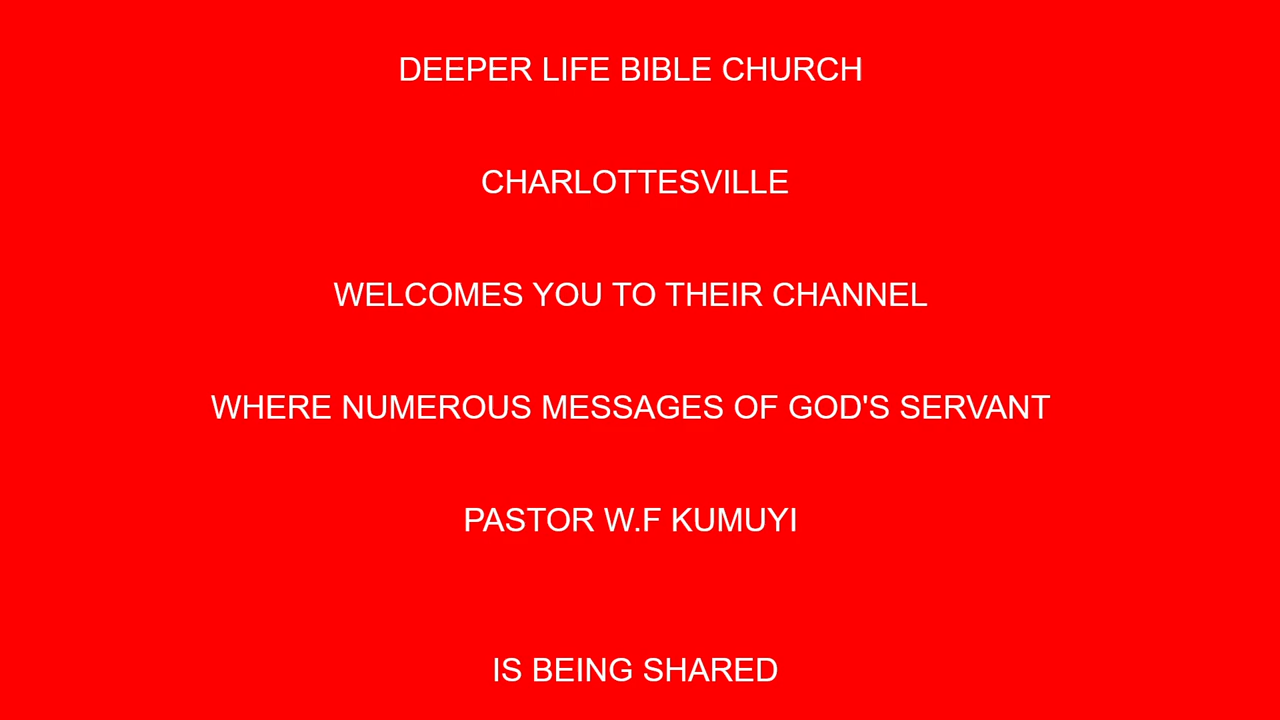 DEEPER LIFE BIBLE CHURCH
CHARLOTTESVILLE
WELCOMES YOU TO THEIR CHANNEL
WHERE NUMEROUS MESSAGES OF GOD'S SERVANT
PASTOR W.F KUMUYI
IS BEING SHARED